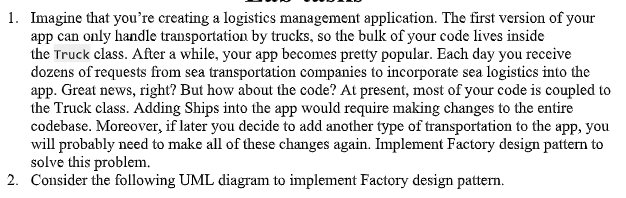 1. Imagine that you’re creating a logistics management application. The first version of your
app can only handle transportation by trucks, so the bulk of your code lives inside
the Truck class. After a while, your app becomes pretty popular. Each day you receive
dozens of requests from sea transportation companies to incorporate sea logistics into the
app. Great news, right? But how about the code? At present, most of your code is coupled to
the Truck class. Adding Ships into the app would require making changes to the entire
codebase. Moreover, if later you decide to add another type of transportation to the app, you
will probably need to make all of these changes again. Implement Factory design pattern to
solve this problem.
2. Consider the following UML diagram to implement Factory design pattern.